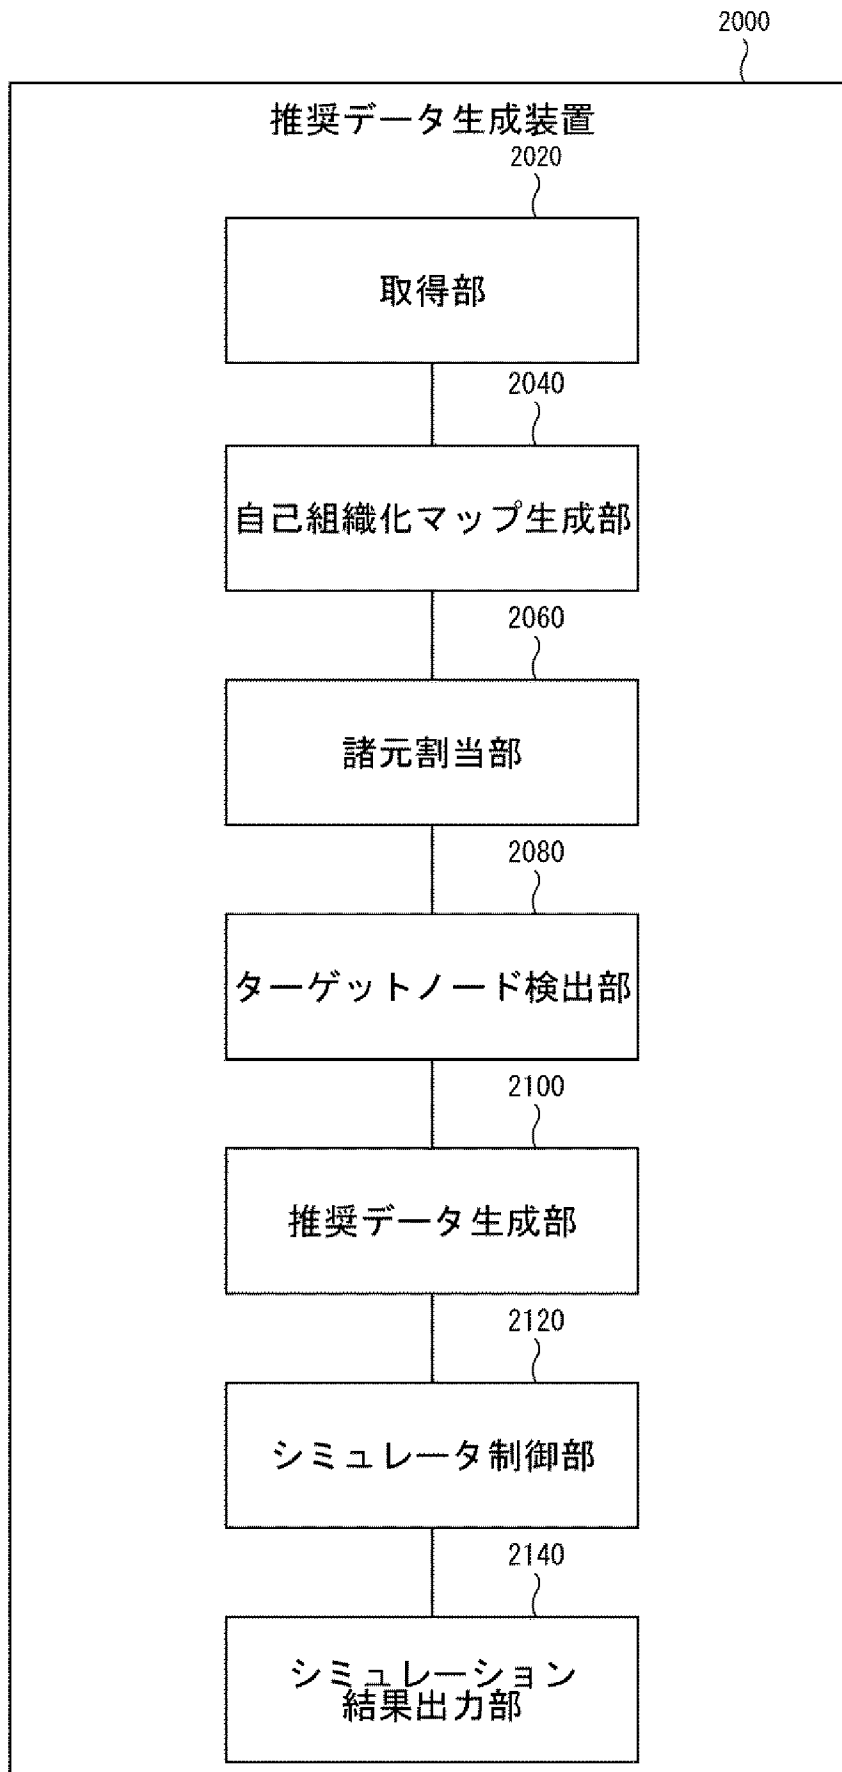 2000
推奨データ生成装置
2020
取得部
2040
自己組織化マップ生成部
2060
諸元割当部
2080
ターゲットノード検出部
2100
推奨データ生成部
2120
シミュレータ制御部
2140
シミュレーション
結果出力部